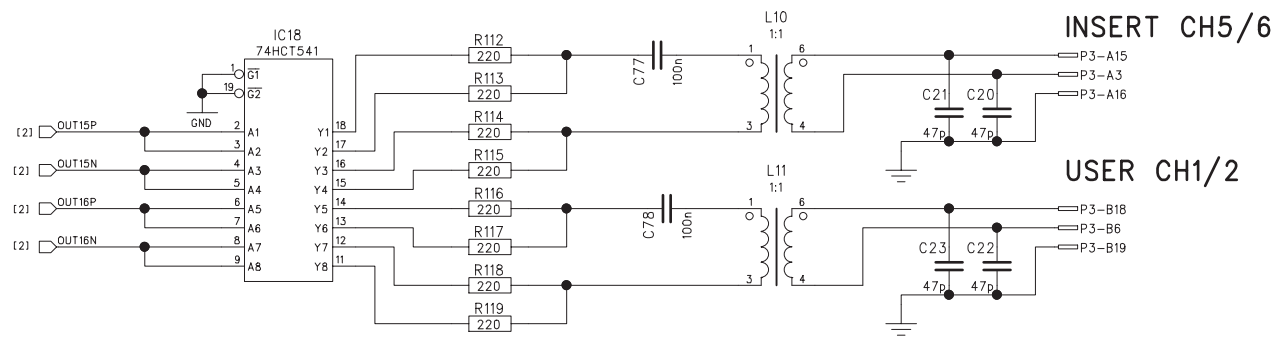 INSERT CH5/6
USER CH1/2
IC18
74HCT541
1 G1
19 G2
GND
[2] OUT15P
[2] OUT15N
[2] OUT16P
[2] OUT16N
2 A1 Y1 18
3 A2 Y2 17
4 A3 Y3 16
5 A4 Y4 15
6 A5 Y5 14
7 A6 Y6 13
8 A7 Y7 12
9 A8 Y8 11
R112
220
R113
220
R114
220
R115
220
R116
220
R117
220
R118
220
R119
220
C77
100n
C78
100n
L10
1:1
1 6
3 4
L11
1:1
1 6
3 4
C21 C20
47p 47p
C23 C22
47p 47p
P3-A15
P3-A3
P3-A16
P3-B18
P3-B6
P3-B19